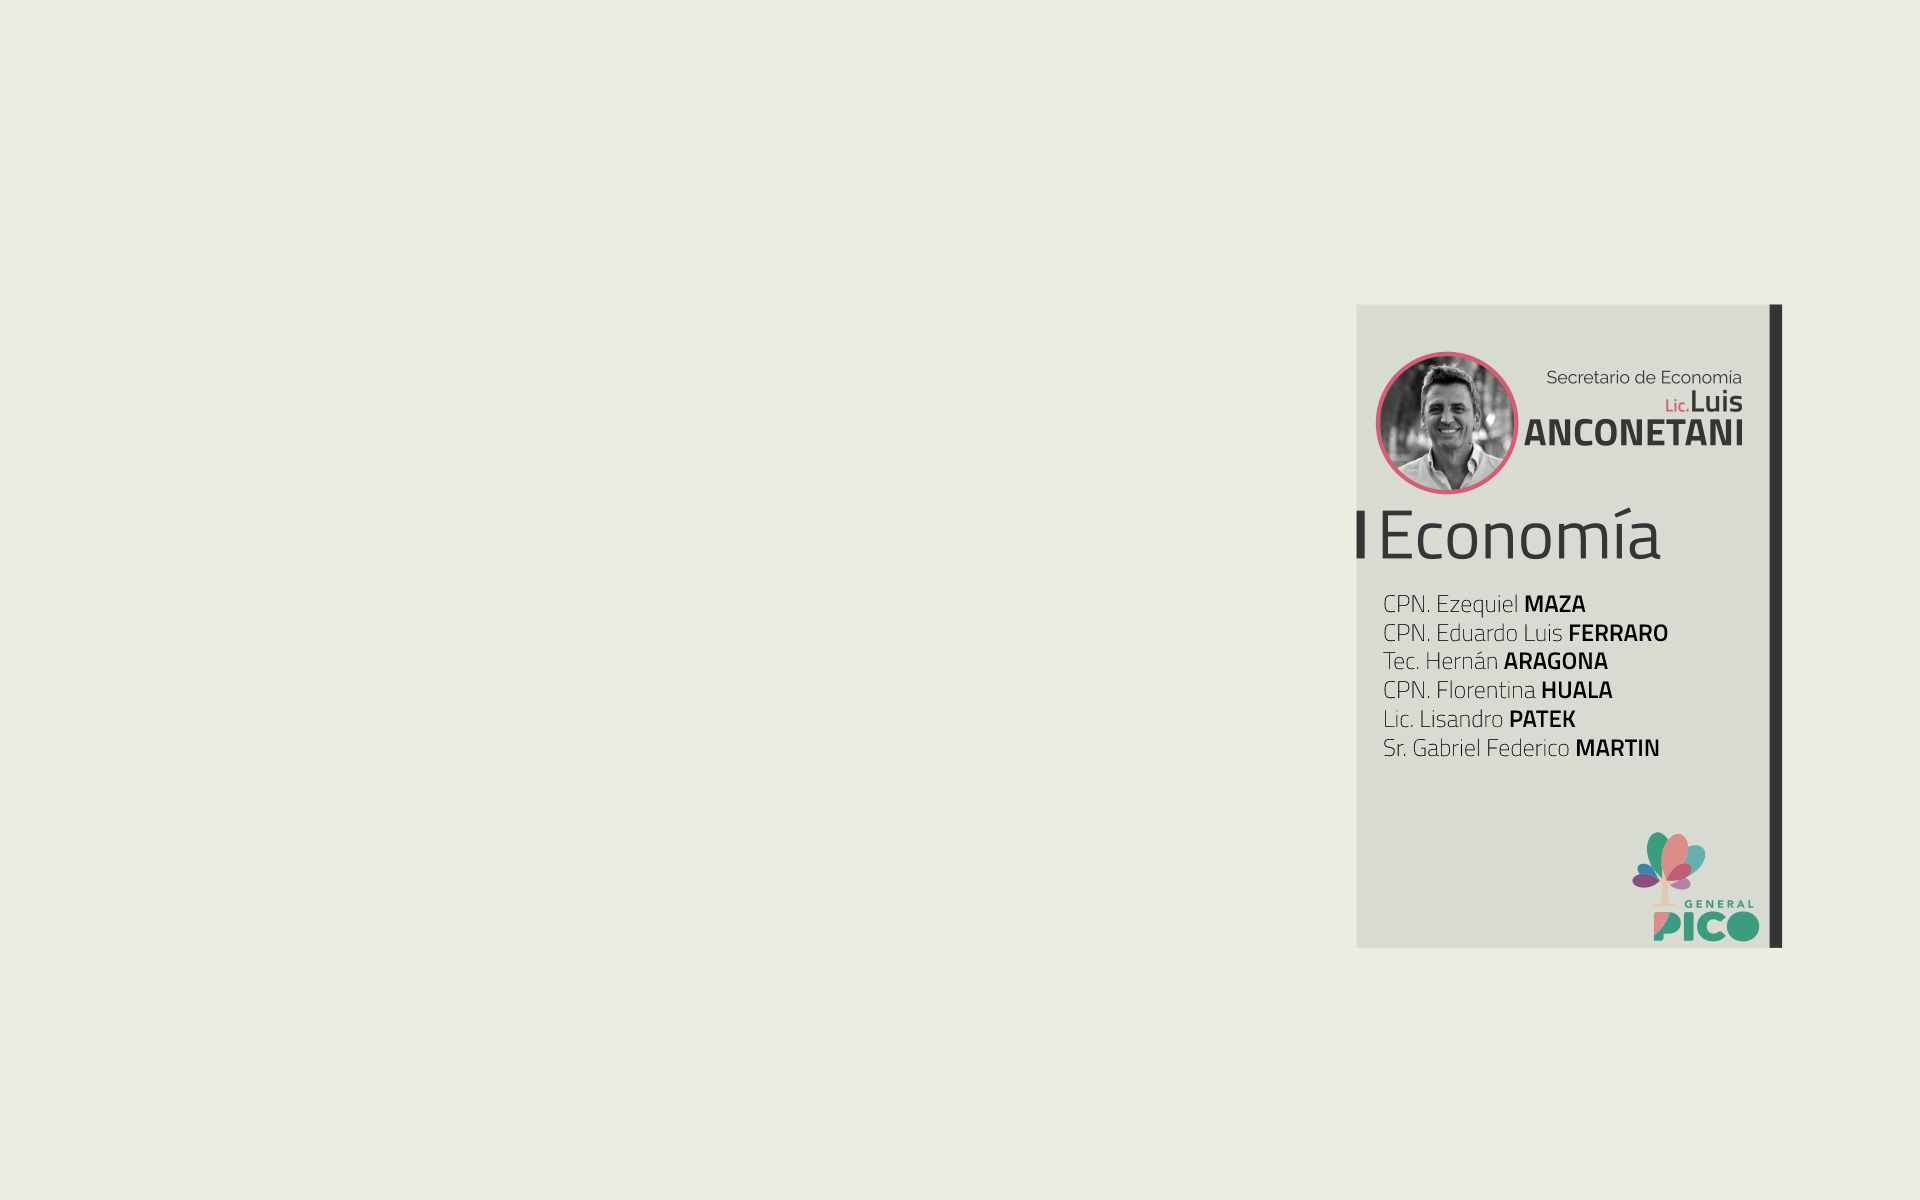 Secretario de Economía
Lic. Luis
ANCONETANI
Economía
CPN. Ezequiel MAZA
CPN. Eduardo Luis FERRARO
Tec. Hernán ARAGONA
CPN. Florentina HUALA
Lic. Lisandro PATEK
Sr. Gabriel Federico MARTIN
GENERAL
PICO